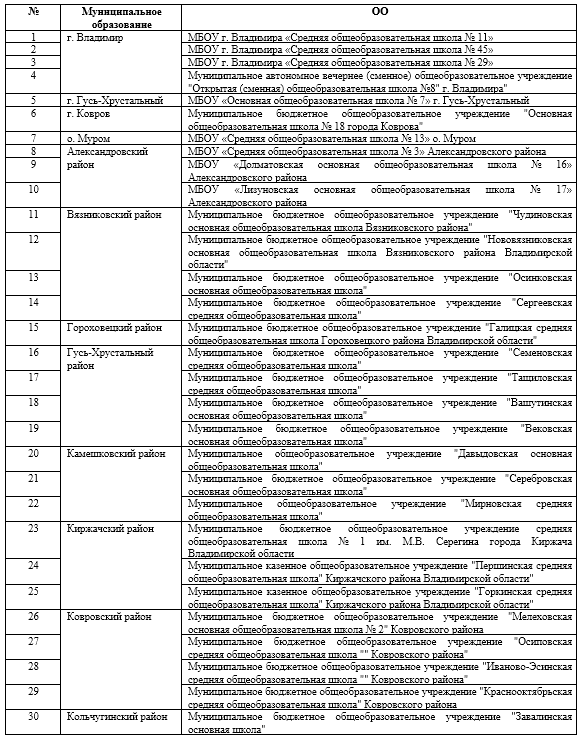 № Муниципальное образование ОО
1 г. Владимир МБОУ г. Владимира «Средняя общеобразовательная школа № 11»
2 МБОУ г. Владимира «Средняя общеобразовательная школа № 45»
3 МБОУ г. Владимира «Средняя общеобразовательная школа № 29»
4 Муниципальное автономное вечернее (сменное) общеобразовательное учреждение
"Открытая (сменная) общеобразовательная школа №8" г. Владимира"
5 г. Гусь-Хрустальный МБОУ «Основная общеобразовательная школа № 7» г. Гусь-Хрустальный
6 г. Ковров Муниципальное бюджетное общеобразовательное учреждение "Основная
общеобразовательная школа № 18 города Коврова"
7 о. Муром МБОУ «Средняя общеобразовательная школа № 13» о. Муром
8 Александровский МБОУ «Средняя общеобразовательная школа № 3» Александровского района
9 район МБОУ «Долматовская основная общеобразовательная школа № 16»
Александровского района
10 МБОУ «Лизуновская основная общеобразовательная школа № 17»
Александровского района
11 Вязниковский район Муниципальное бюджетное общеобразовательное учреждение "Чудиновская
основная общеобразовательная школа Вязниковского района"
12 Муниципальное бюджетное общеобразовательное учреждение "Нововязниковская
основная общеобразовательная школа Вязниковского района Владимирской
области"
13 Муниципальное бюджетное общеобразовательное учреждение "Осинковская
основная общеобразовательная школа"
14 Муниципальное бюджетное общеобразовательное учреждение "Сергеевская
средняя общеобразовательная школа"
15 Гороховецкий район Муниципальное бюджетное общеобразовательное учреждение "Галицкая средняя
общеобразовательная школа Гороховецкого района Владимирской области"
16 Гусь-Хрустальный Муниципальное бюджетное общеобразовательное учреждение "Семеновская
район средняя общеобразовательная школа"
17 Муниципальное бюджетное общеобразовательное учреждение "Тащиловская
средняя общеобразовательная школа"
18 Муниципальное бюджетное общеобразовательное учреждение "Вашутинская
основная общеобразовательная школа"
19 Муниципальное бюджетное общеобразовательное учреждение "Вековская
основная общеобразовательная школа"
20 Камешковский район Муниципальное общеобразовательное учреждение "Давыдовская основная
общеобразовательная школа"
21 Муниципальное бюджетное общеобразовательное учреждение "Серебровская
основная общеобразовательная школа"
22 Муниципальное общеобразовательное учреждение "Мирновская средняя
общеобразовательная школа"
23 Киржачский район Муниципальное бюджетное общеобразовательное учреждение средняя
общеобразовательная школа № 1 им. М.В. Серегина города Киржача
Владимирской области
24 Муниципальное казенное общеобразовательное учреждение "Першинская средняя
общеобразовательная школа" Киржачского района Владимирской области"
25 Муниципальное казенное общеобразовательное учреждение "Горкинская средняя
общеобразовательная школа" Киржачского района Владимирской области"
26 Ковровский район Муниципальное бюджетное общеобразовательное учреждение "Мелеховская
основная общеобразовательная школа № 2" Ковровского района
27 Муниципальное бюджетное общеобразовательное учреждение "Осиповская
средняя общеобразовательная школа "" Ковровского района"
28 Муниципальное бюджетное общеобразовательное учреждение "Иваново-Эсинская
средняя общеобразовательная школа "" Ковровского района"
29 Муниципальное бюджетное общеобразовательное учреждение "Краснооктябрьская
средняя общеобразовательная школа" Ковровского района
30 Кольчугинский район Муниципальное бюджетное общеобразовательное учреждение "Завалинская
основная школа"